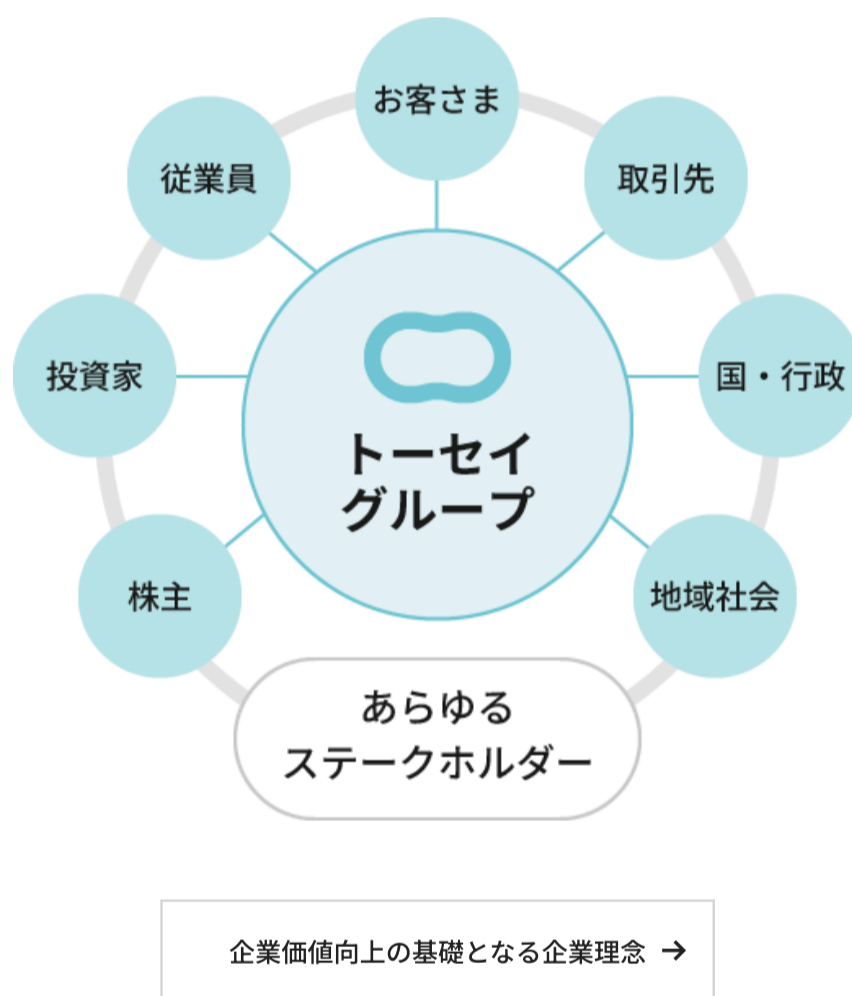 お客さま
従業員
取引先
投資家
国・行政
トーセイ
グループ
株主
地域社会
あらゆる
ステークホルダー
企業価値向上の基礎となる企業理念 →